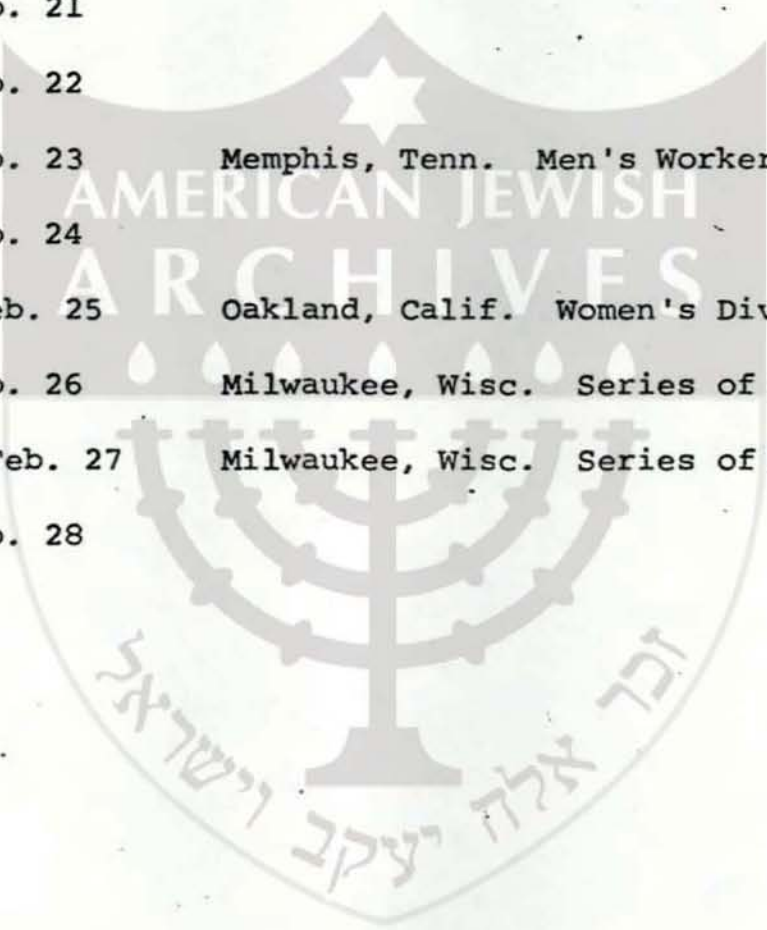 b. 21
b. 22
b. 23 Memphis, Tenn. Men's Worker
AMERICAN JEWISH
b. 24
ARCHIVES
eb. 25 Oakland, Calif. Women's Div
b. 26 Milwaukee, Wisc. Series of
eb. 27 Milwaukee, Wisc. Series of
b. 28
זכר אלה יעקב וישראל